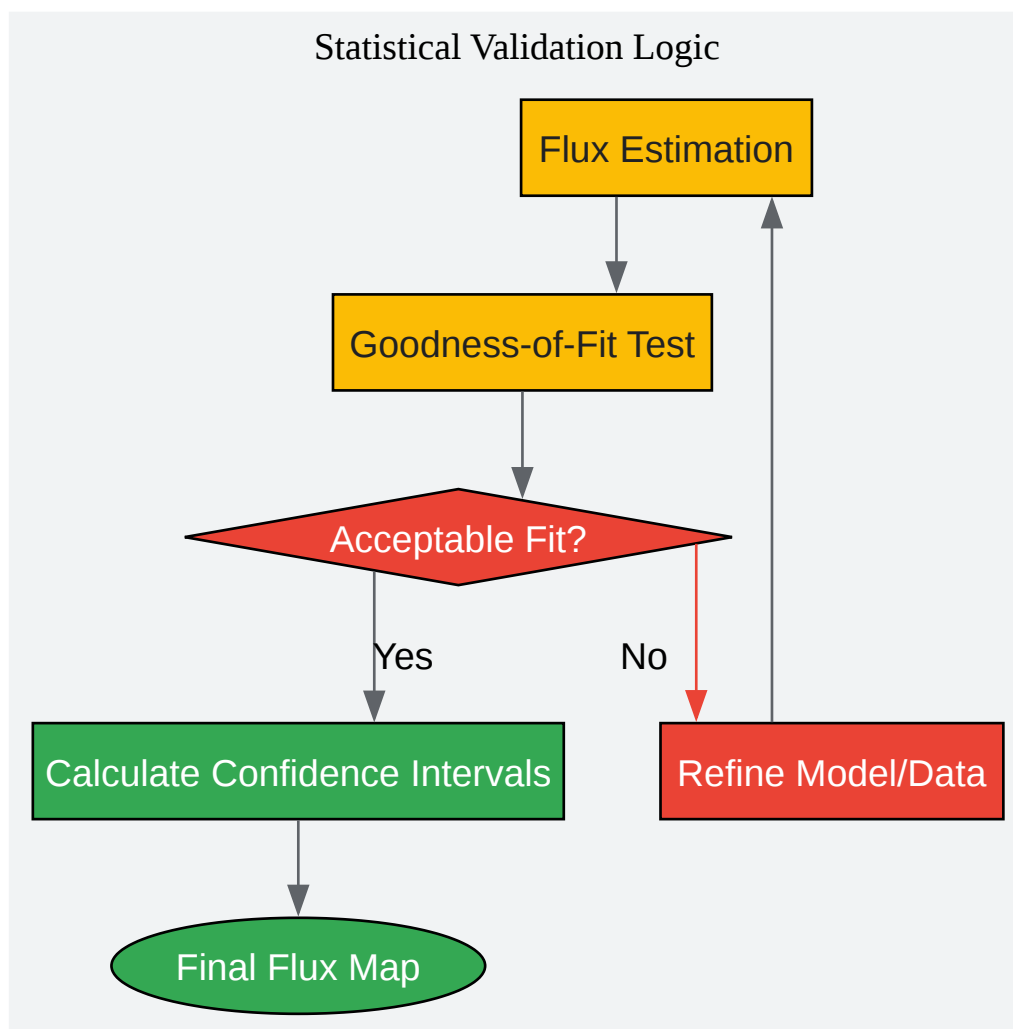 Statistical Validation Logic
Flux Estimation
Goodness-of-Fit Test
Acceptable Fit?
Yes
No
Calculate Confidence Intervals
Refine Model/Data
Final Flux Map